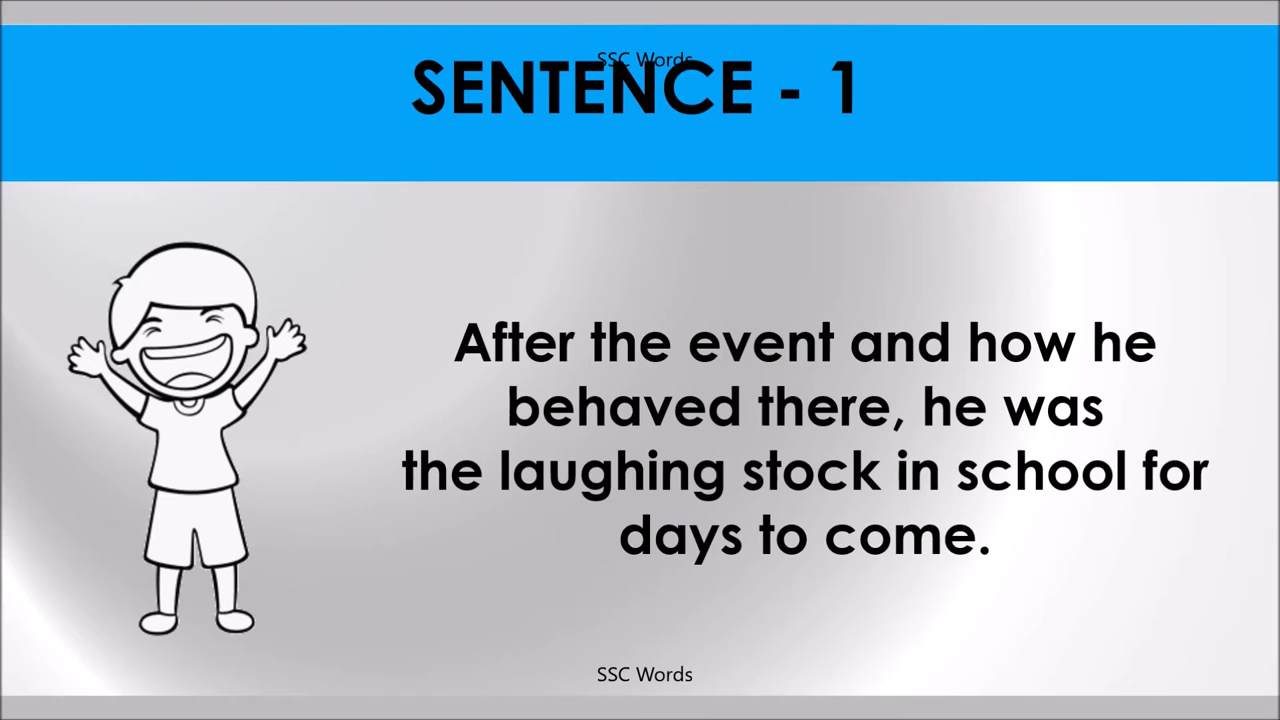 SSC Words
SENTENCE - 1
After the event and how he
behaved there, he was
the laughing stock in school for
days to come.
SSC Words